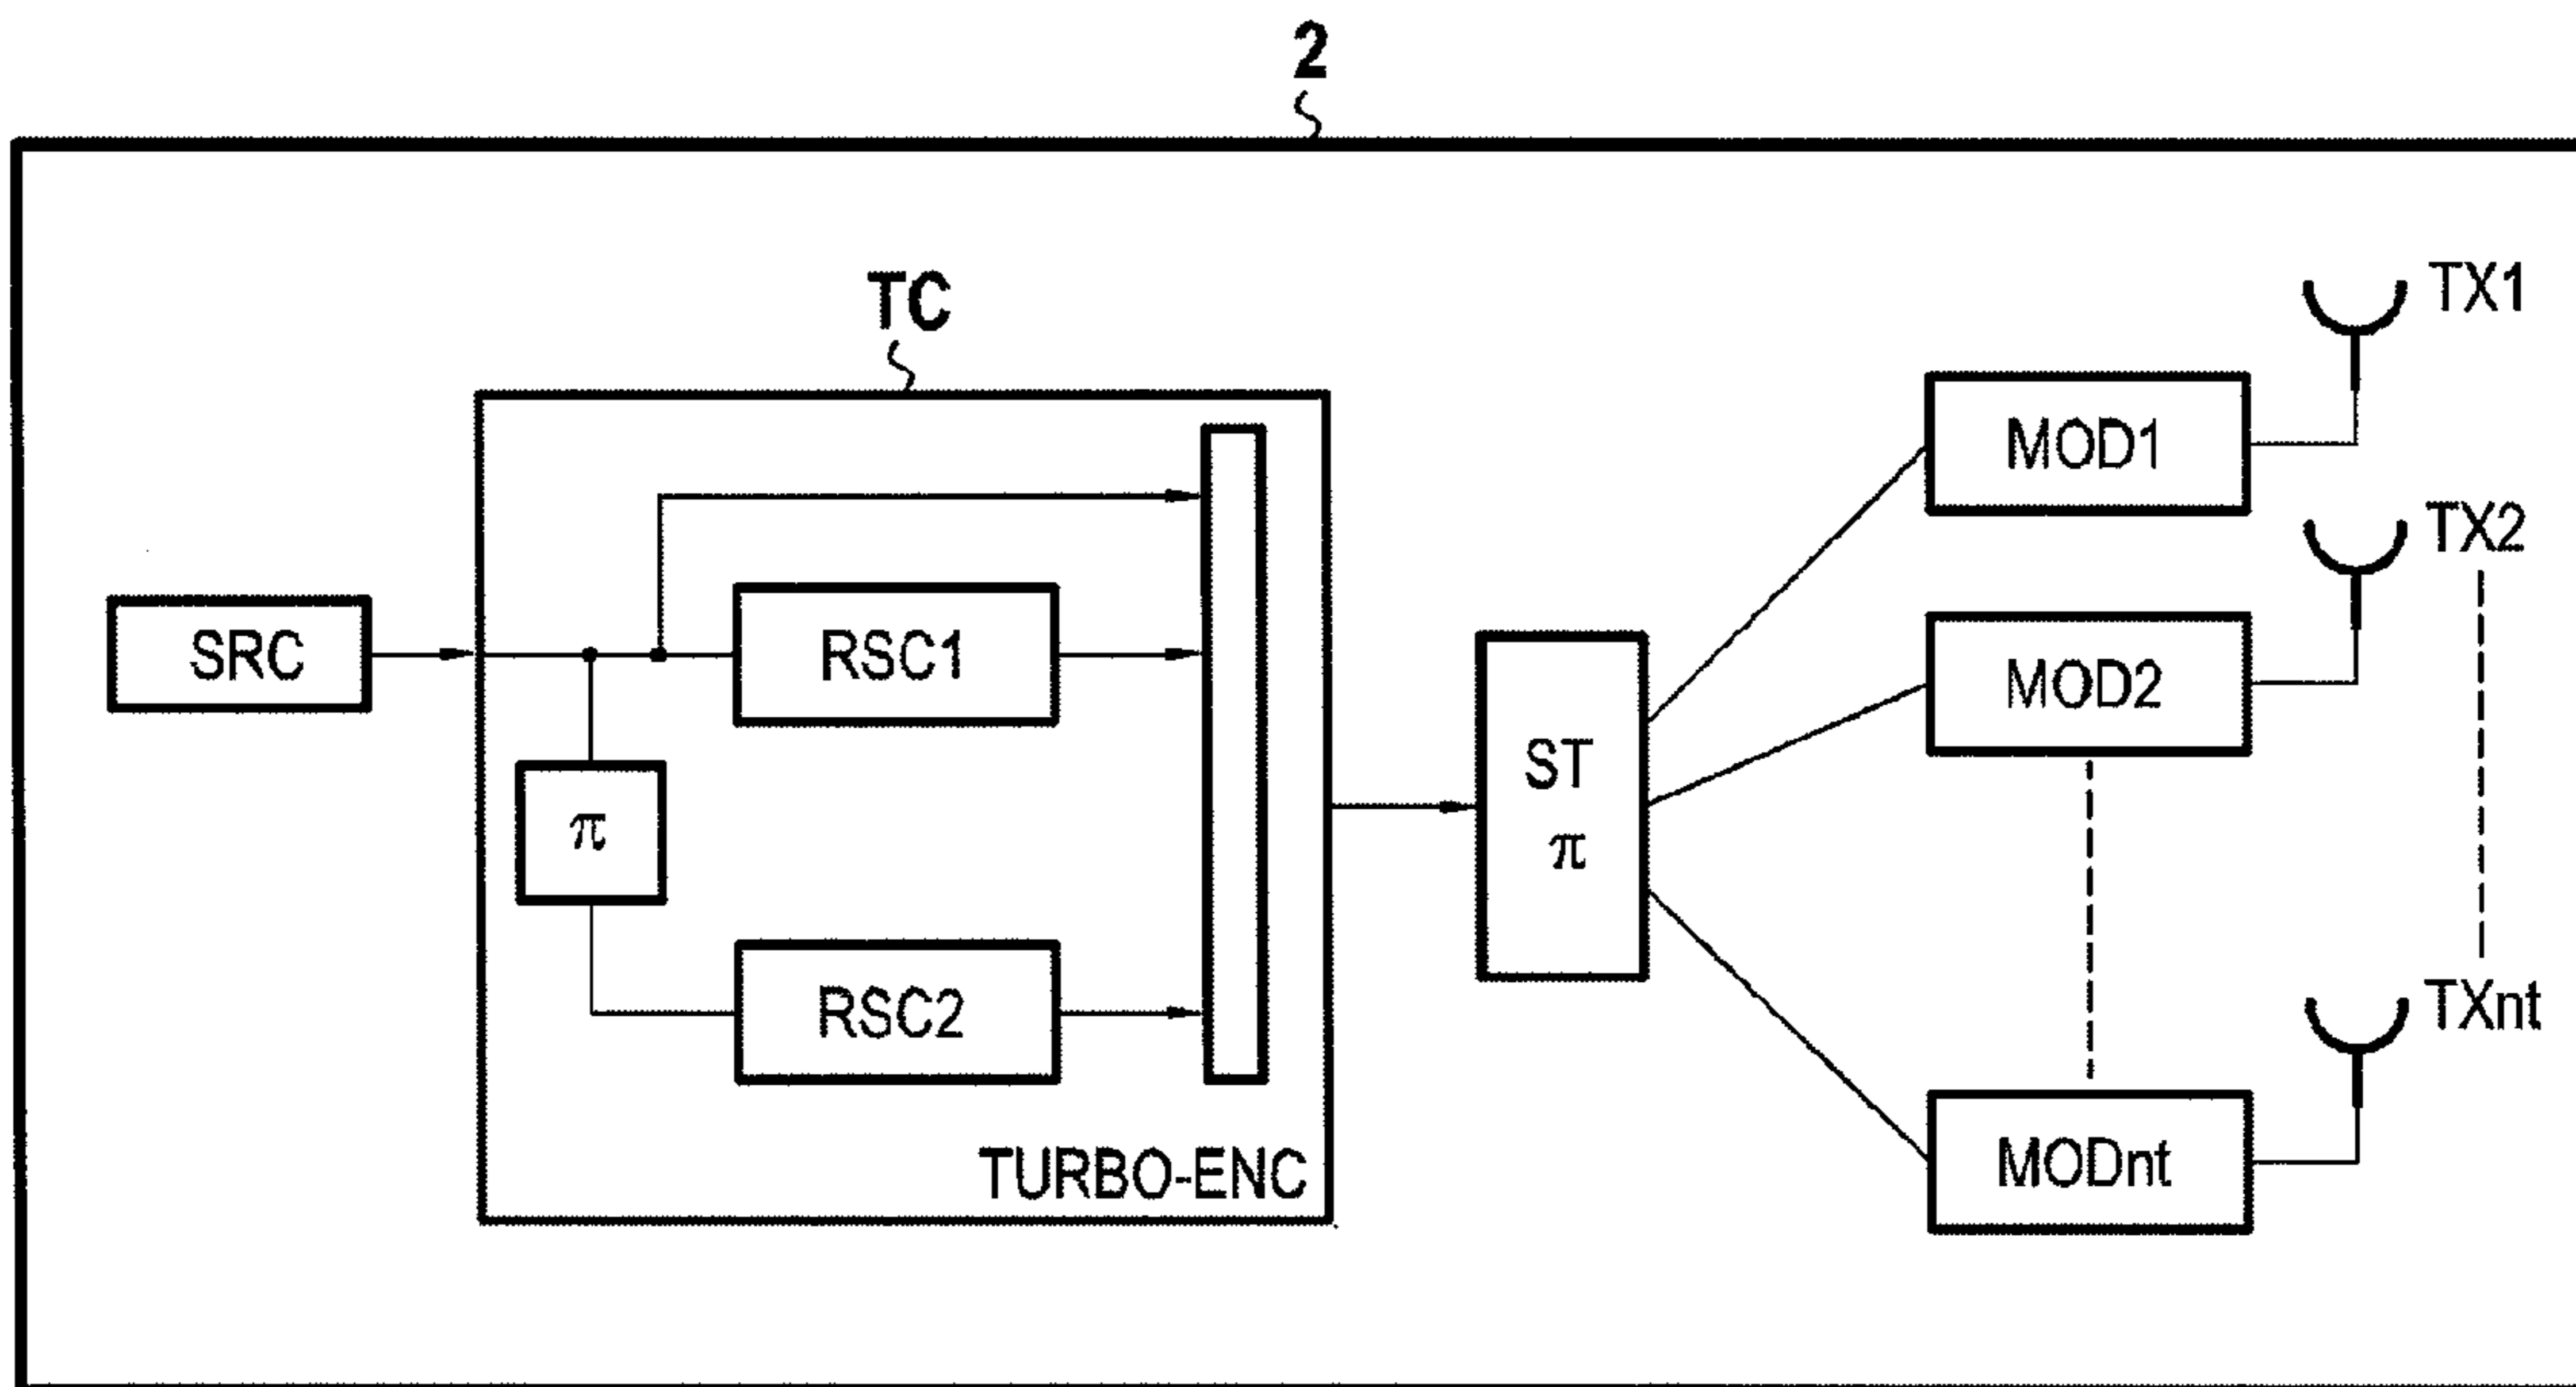 2
TC
TX1
MOD1
TX2
SRC
RSC1
MOD2
ST
π
π
RSC2
TXnt
MODnt
TURBO-ENC